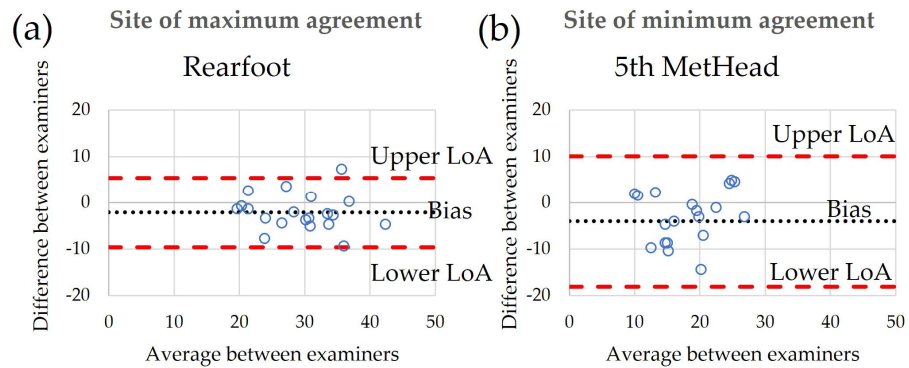 (a)
Site of maximum agreement
Rearfoot
Difference between examiners
20
10
0
-10
-20
Upper LoA
Bias
Lower LoA
0
10
20
30
40
50
Average between examiners
(b)
Site of minimum agreement
5th MetHead
Difference between examiners
20
10
0
-10
-20
Upper LoA
Bias
Lower LoA
0
10
20
30
40
50
Average between examiners